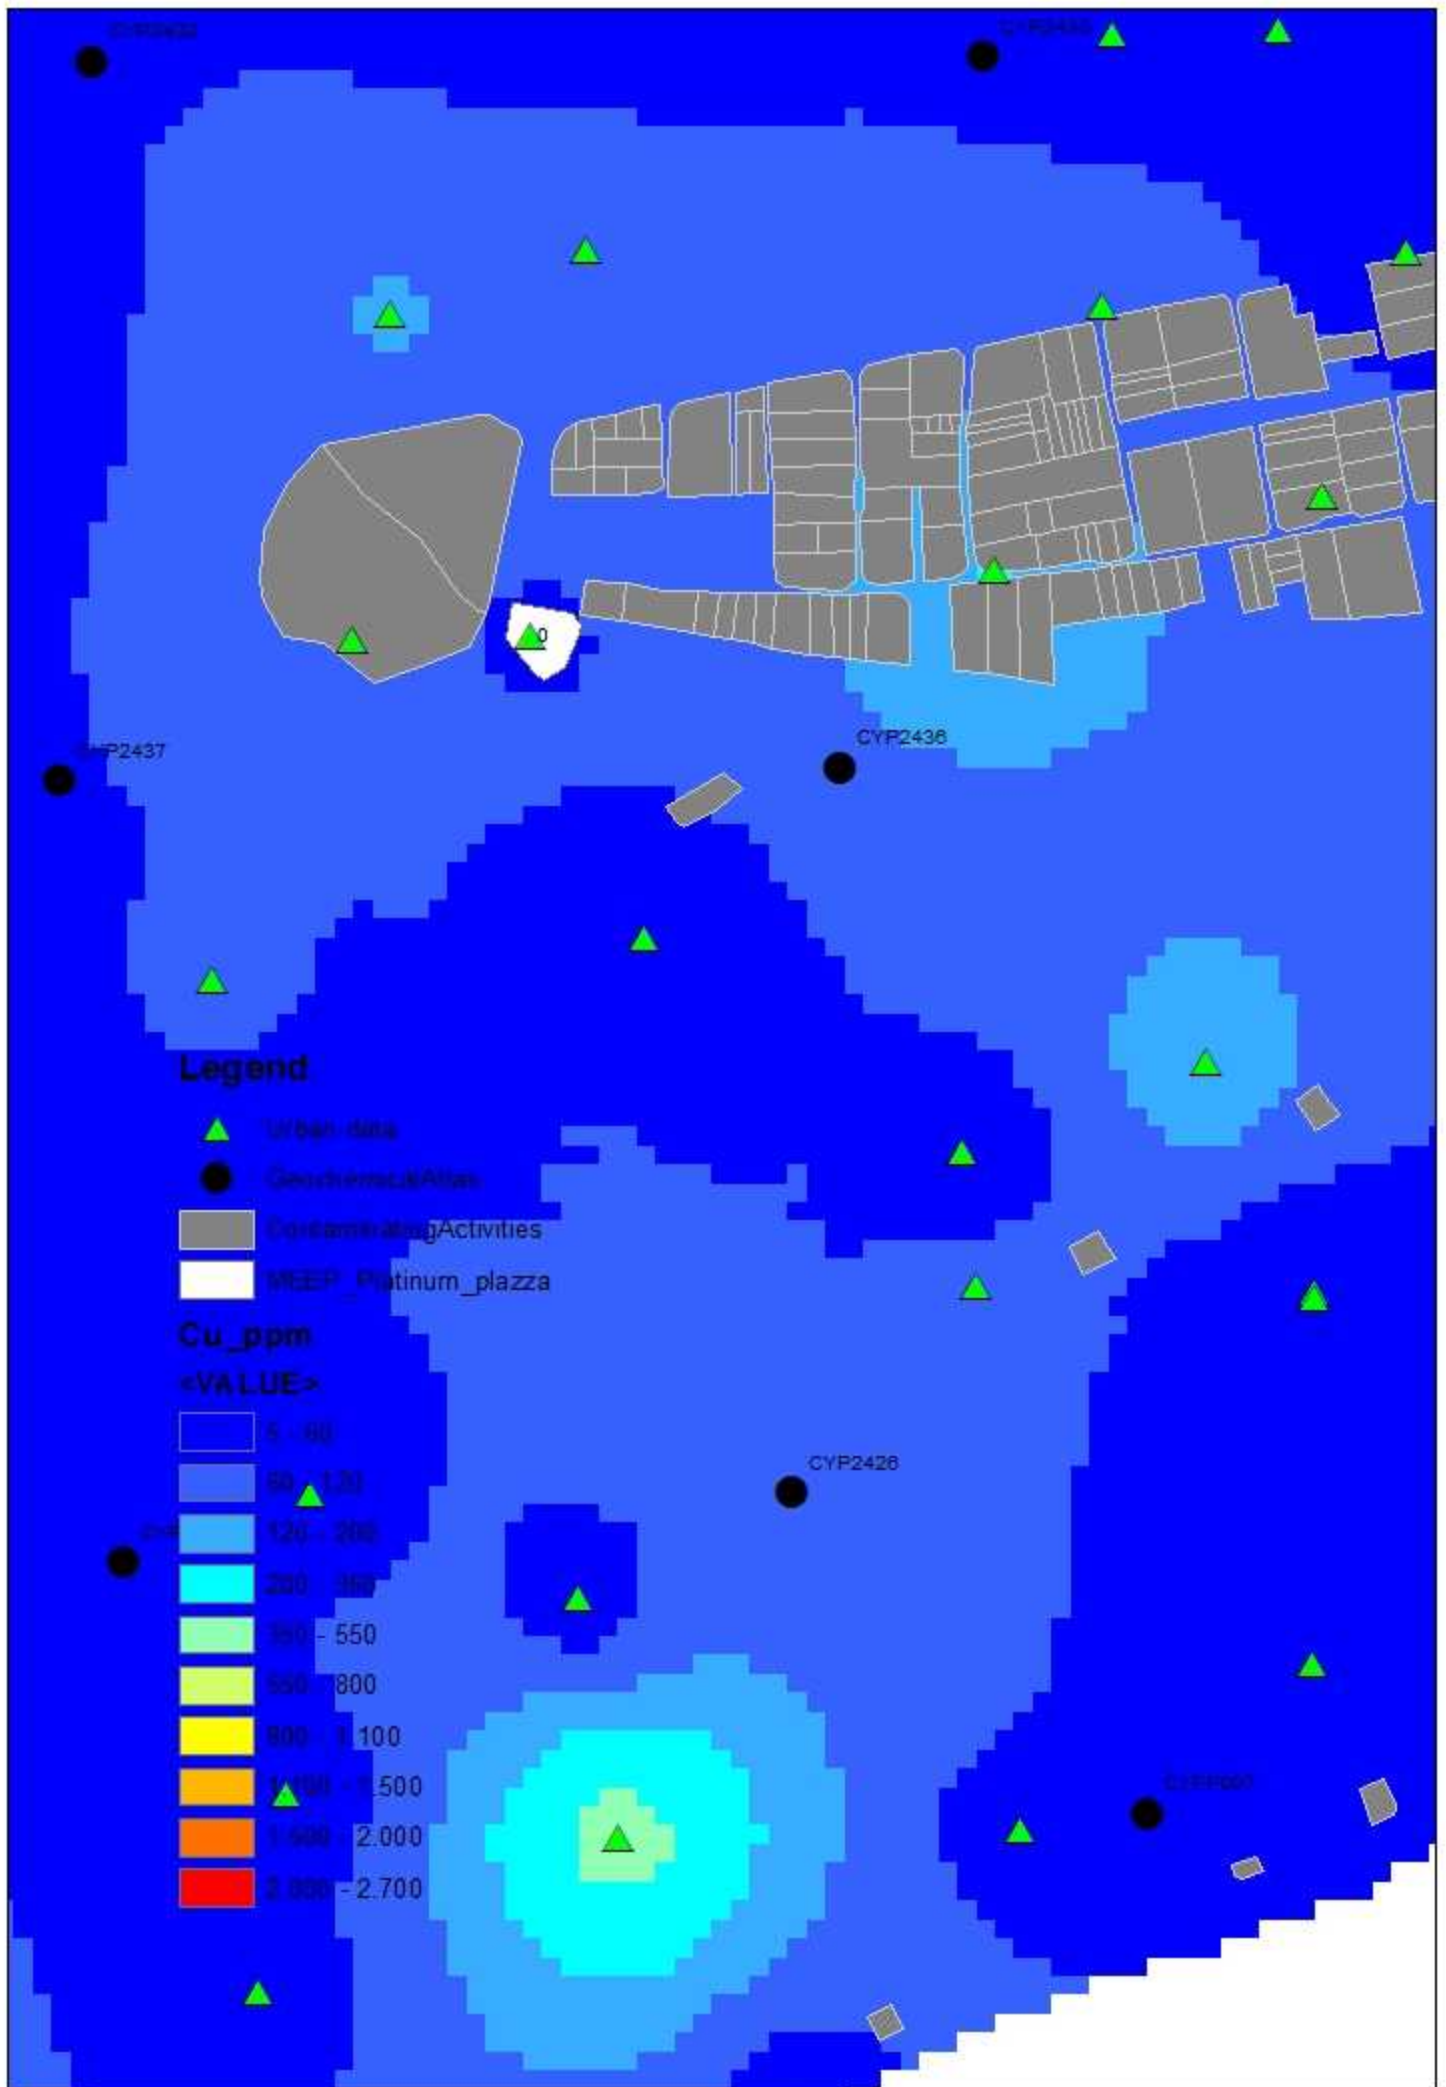 CYP2437
CYP2436
Legend
Urban data
GeochemicalAtlas
ContaminatingActivities
MEEP_Platinum_plazza
Cu_ppm
<VALUE>
5 - 60
60 - 120
120 - 200
200 - 350
CYP2426
350 - 550
550 - 800
800 - 1.100
1.100 - 1.500
1.500 - 2.000
2.000 - 2.700